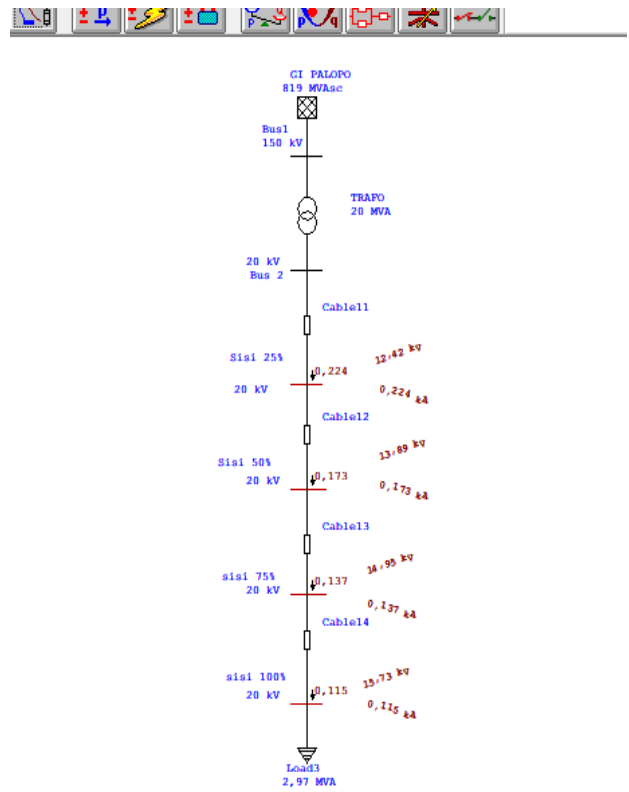 GI PALOPO
819 MVAsc
Bus1
150 kV
TRAFO
20 MVA
20 kV
Bus 2
Cable11
Sisi 25%
20 kV
0,224
12,42 kV
0,224 kA
Cable12
Sisi 50%
20 kV
0,173
13,89 kV
0,173 kA
Cable13
sisi 75%
20 kV
0,137
14,95 kV
0,137 kA
Cable14
sisi 100%
20 kV
0,115
15,73 kV
0,115 kA
Load3
2,97 MVA